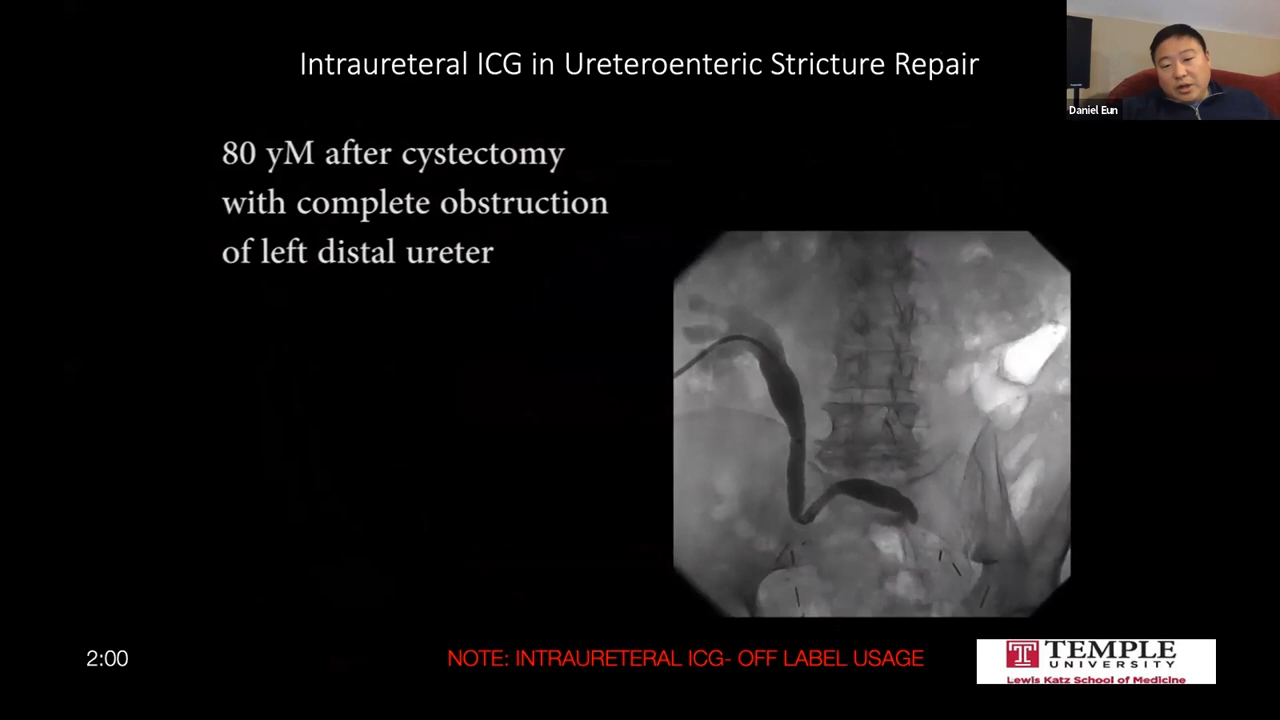 Intraureteral ICG in Ureteroenteric Stricture Repair
Daniel Eun
80 yM after cystectomy
with complete obstruction
of left distal ureter
2:00
NOTE: INTRAURETERAL ICG- OFF LABEL USAGE
TEMPLE
UNIVERSITY
Lewis Katz School of Medicine